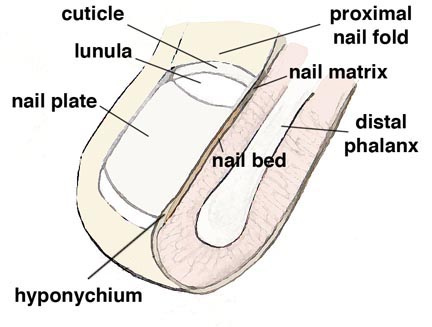 cuticle
proximal
nail fold
lunula
nail matrix
nail plate
distal
phalanx
nail bed
hyponychium